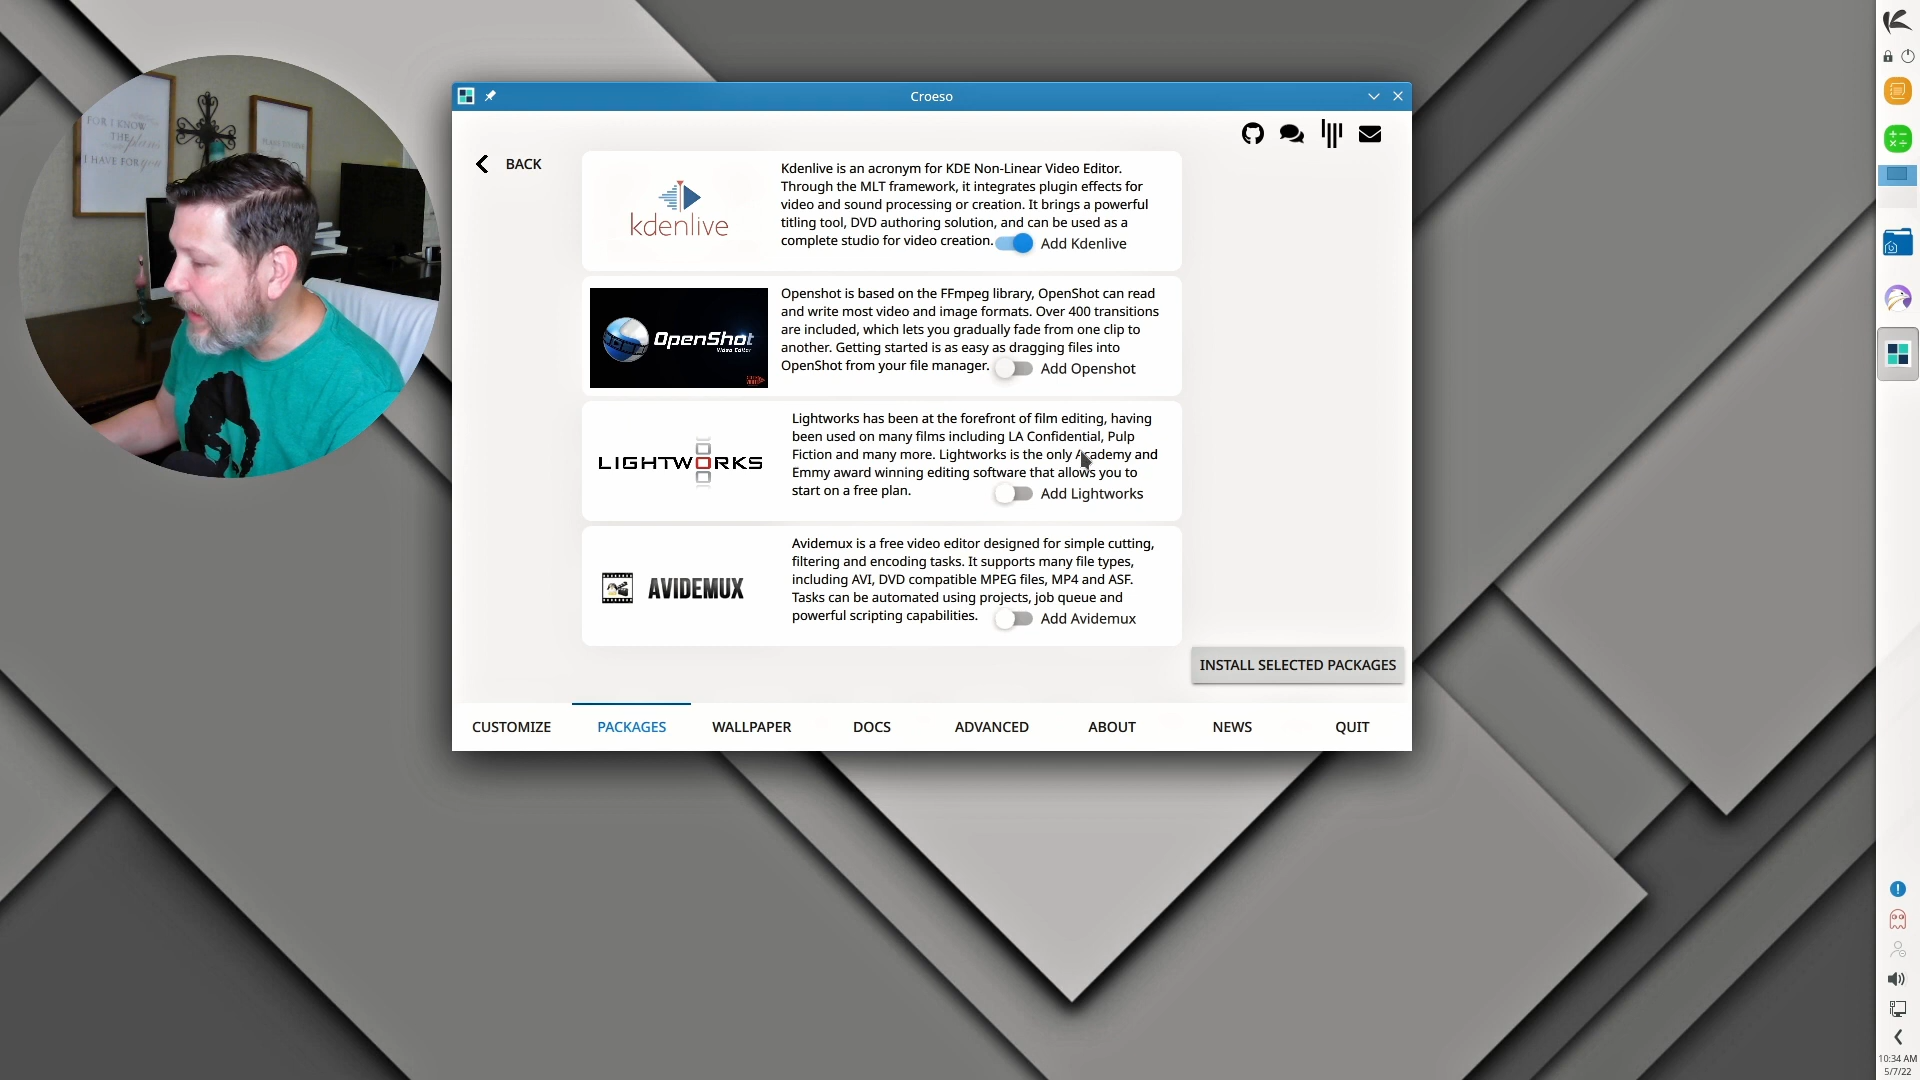 FOR I KNOW
THE plans
I HAVE FOR you
Croeso
BACK
kdenlive
Kdenlive is an acronym for KDE Non-Linear Video Editor.
Through the MLT framework, it integrates plugin effects for
video and sound processing or creation. It brings a powerful
titling tool, DVD authoring solution, and can be used as a
complete studio for video creation.
Add Kdenlive
OpenShot
Video Editor
Openshot is based on the FFmpeg library, OpenShot can read
and write most video and image formats. Over 400 transitions
are included, which lets you gradually fade from one clip to
another. Getting started is as easy as dragging files into
OpenShot from your file manager.
Add Openshot
LIGHTWORKS
Lightworks has been at the forefront of film editing, having
been used on many films including LA Confidential, Pulp
Fiction and many more. Lightworks is the only Academy and
Emmy award winning editing software that allows you to
start on a free plan.
Add Lightworks
AVIDEMUX
Avidemux is a free video editor designed for simple cutting,
filtering and encoding tasks. It supports many file types,
including AVI, DVD compatible MPEG files, MP4 and ASF.
Tasks can be automated using projects, job queue and
powerful scripting capabilities.
Add Avidemux
INSTALL SELECTED PACKAGES
CUSTOMIZE
PACKAGES
WALLPAPER
DOCS
ADVANCED
ABOUT
NEWS
QUIT
10:34 AM
5/7/22